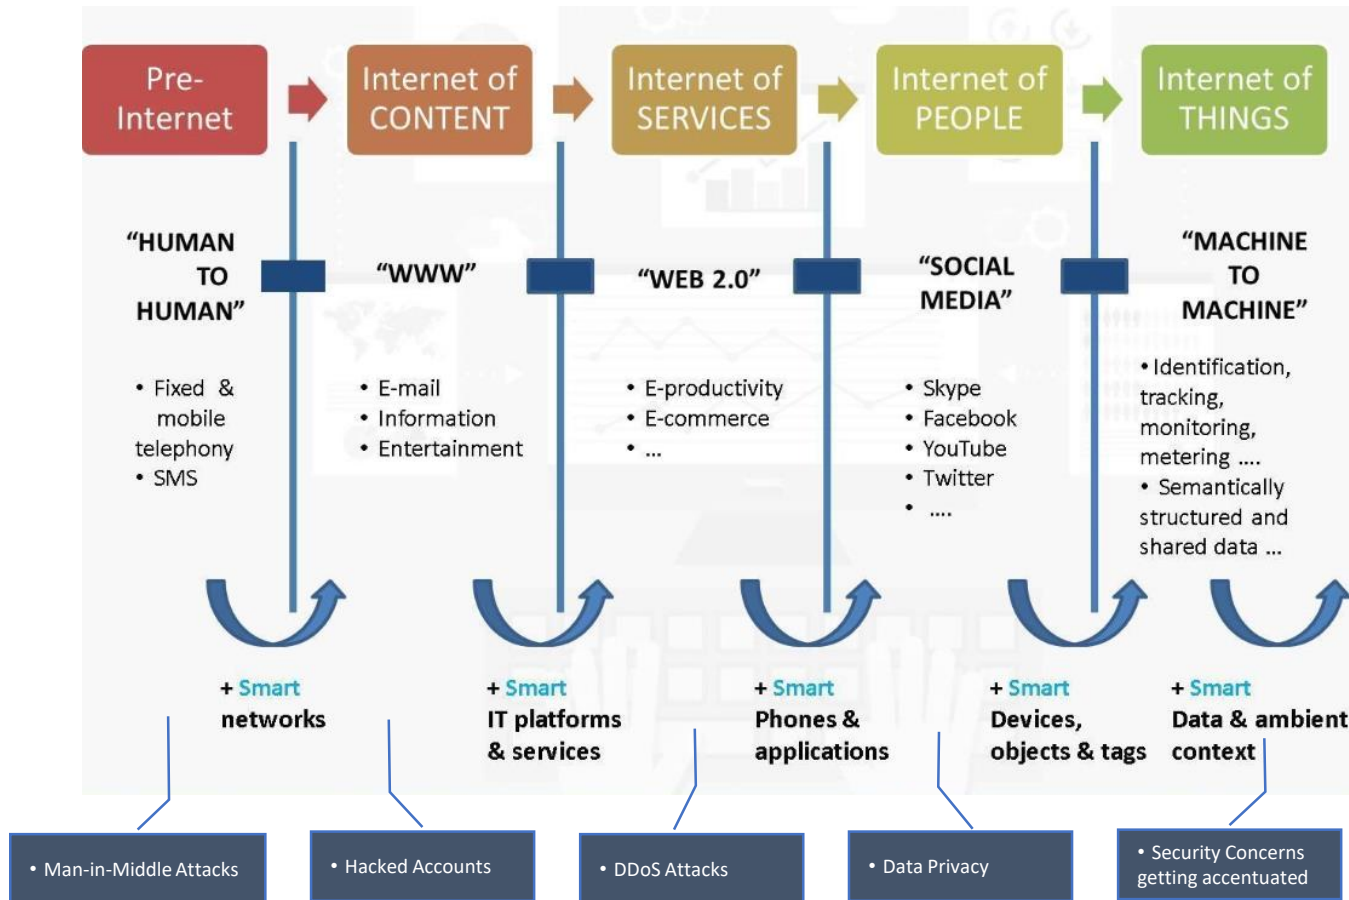 Pre-
Internet
Internet of
CONTENT
Internet of
SERVICES
Internet of
PEOPLE
Internet of
THINGS
“HUMAN
TO
HUMAN”
“WWW”
“WEB 2.0”
“SOCIAL
MEDIA”
“MACHINE
TO
MACHINE”
• Fixed &
mobile
telephony
• SMS
• E-mail
• Information
• Entertainment
• E-productivity
• E-commerce
• ...
• Skype
• Facebook
• YouTube
• Twitter
• ....
• Identification,
tracking,
monitoring,
metering ....
• Semantically
structured and
shared data ...
+ Smart
networks
+ Smart
IT platforms
& services
+ Smart
Phones &
applications
+ Smart
Devices,
objects & tags
+ Smart
Data & ambient
context
• Man-in-Middle Attacks
• Hacked Accounts
• DDoS Attacks
• Data Privacy
• Security Concerns
getting accentuated